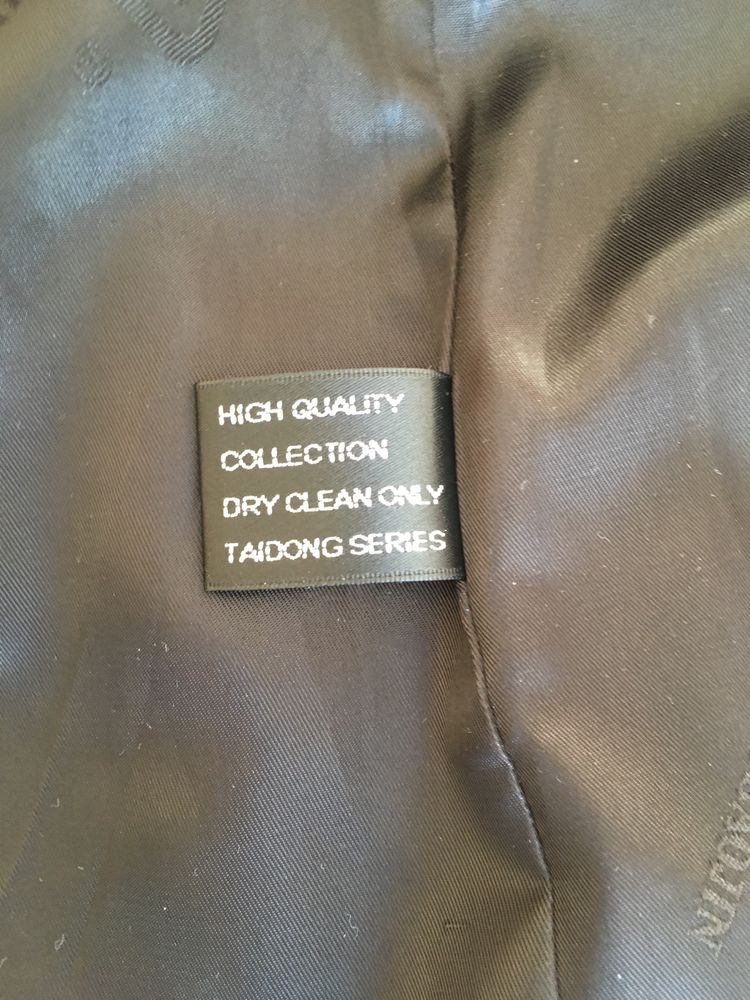 HIGH QUALITY
COLLECTION
DRY CLEAN ONLY
TAIDONG SERIES